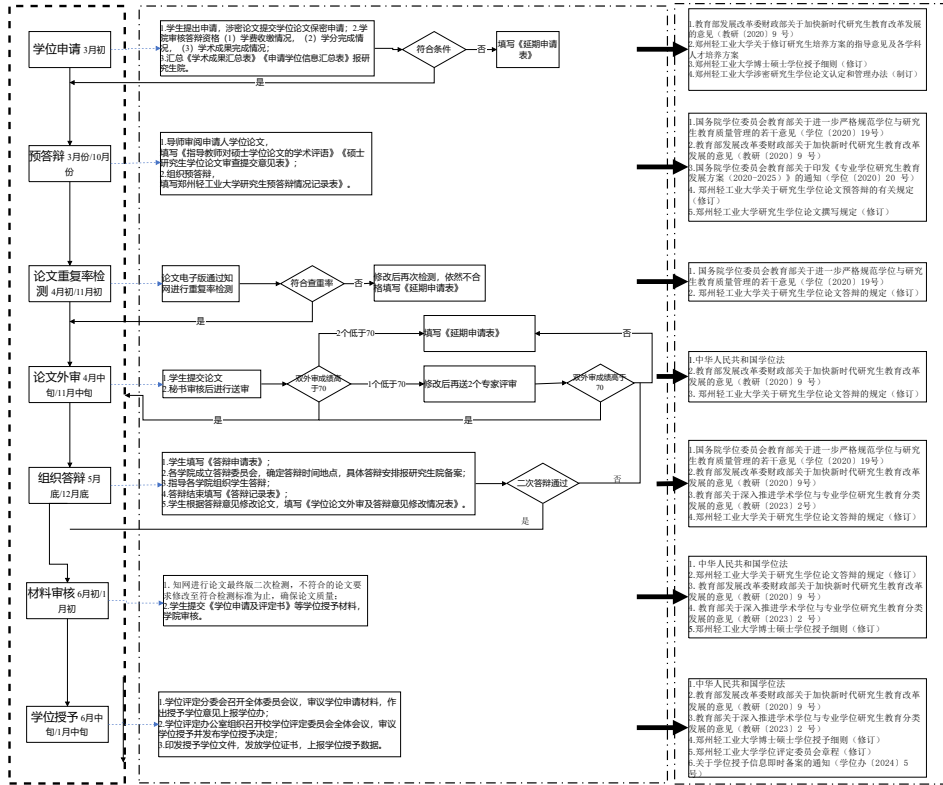 学位申请 3月初
1.学生提出申请，涉密论文提交学位论文保密申请；2.学
院审核答辩资格（1）学费收缴情况，（2）学分完成情
况，（3）学术成果完成情况；
3.汇总《学术成果汇总表》《申请学位信息汇总表》报研
究生院。
符合条件
否
填写《延期申请
表》
是
1.教育部发展改革委财政部关于加快新时代研究生教育改革发展
的意见（教研〔2020〕9 号）
2.郑州轻工业大学关于修订研究生培养方案的指导意见及各学科
人才培养方案
3.郑州轻工业大学博士硕士学位授予细则（修订）
4.郑州轻工业大学涉密研究生学位论文认定和管理办法（制订）
预答辩 3月份/10月
份
1.导师审阅申请人学位论文，
填写《指导教师对硕士学位论文的学术评语》《硕士
研究生学位论文审查提交意见表》；
2.组织预答辩，
填写郑州轻工业大学研究生预答辩情况记录表》。
1.国务院学位委员会教育部关于进一步严格规范学位与研究
生教育质量管理的若干意见（学位〔2020〕19号）
2.教育部发展改革委财政部关于加快新时代研究生教育改革
发展的意见（教研〔2020〕9 号）
3.国务院学位委员会教育部关于印发《专业学位研究生教育
发展方案（2020-2025）》的通知（学位〔2020〕20 号）
4. 郑州轻工业大学关于研究生学位论文预答辩的有关规定
（修订）
5.郑州轻工业大学研究生学位论文撰写规定（修订）
论文重复率检
测 4月初/11月初
论文电子版通过知
网进行重复率检测
符合查重率
否
修改后再次检测，依然不合
格填写《延期申请表》
是
1. 国务院学位委员会教育部关于进一步严格规范学位与研究
生教育质量管理的若干意见（学位〔2020〕19号）
2. 郑州轻工业大学关于研究生学位论文答辩的规定（修订）
论文外审 4月中
旬/11月中旬
1.学生提交论文
2.秘书审核后进行送审
双外审成绩高
于70
2个低于70
填写《延期申请表》
否
1个低于70
修改后再送2个专家评审
双外审成绩高于
70
是
是
1.中华人民共和国学位法
2.教育部发展改革委财政部关于加快新时代研究生教育改革
发展的意见（教研〔2020〕9 号）
3. 郑州轻工业大学关于研究生学位论文答辩的规定（修订）
组织答辩 5月
底/12月底
1.学生填写《答辩申请表》；
2.各学院成立答辩委员会，确定答辩时间地点，具体答辩安排报研究生院备案；
3.指导各学院组织学生答辩；
4.答辩结束填写《答辩记录表》；
5.学生根据答辩意见修改论文，填写《学位论文外审及答辩意见修改情况表》。
二次答辩通过
否
是
1.国务院学位委员会教育部关于进一步严格规范学位与研究
生教育质量管理的若干意见（学位〔2020〕19号）
2.教育部发展改革委财政部关于加快新时代研究生教育改革
发展的意见（教研〔2020〕9号）
3.教育部关于深入推进学术学位与专业学位研究生教育分类
发展的意见（教研〔2023〕2号）
4.郑州轻工业大学关于研究生学位论文答辩的规定（修订）
材料审核 6月初/1
月初
1. 知网进行论文最终版二次检测，不符合的论文要
求修改至符合检测标准为止，确保论文质量；
2.学生提交《学位申请及评定书》等学位授予材料，
学院审核。
1. 中华人民共和国学位法
2.郑州轻工业大学关于研究生学位论文答辩的规定（修订）
3. 教育部发展改革委财政部关于加快新时代研究生教育改革
发展的意见（教研〔2020〕9 号）
4. 教育部关于深入推进学术学位与专业学位研究生教育分类
发展的意见（教研〔2023〕2 号）
5.郑州轻工业大学博士硕士学位授予细则（修订）
学位授予 6月中
旬/1月中旬
1.学位评定分委会召开全体委员会议，审议学位申请材料，作
出授予学位意见上报学位办；
2.学位评定办公室组织召开校学位评定委员会全体会议，审议
学位授予并发布学位授予决定；
3.印发授予学位文件，发放学位证书，上报学位授予数据。
1.中华人民共和国学位法
2.教育部发展改革委财政部关于加快新时代研究生教育改革
发展的意见（教研〔2020〕9 号）
3.教育部关于深入推进学术学位与专业学位研究生教育分类
发展的意见（教研〔2023〕2 号）
4.郑州轻工业大学博士硕士学位授予细则（修订）
5.郑州轻工业大学学位评定委员会章程（修订）
6.关于学位授予信息即时备案的通知（学位办〔2024〕5
号）